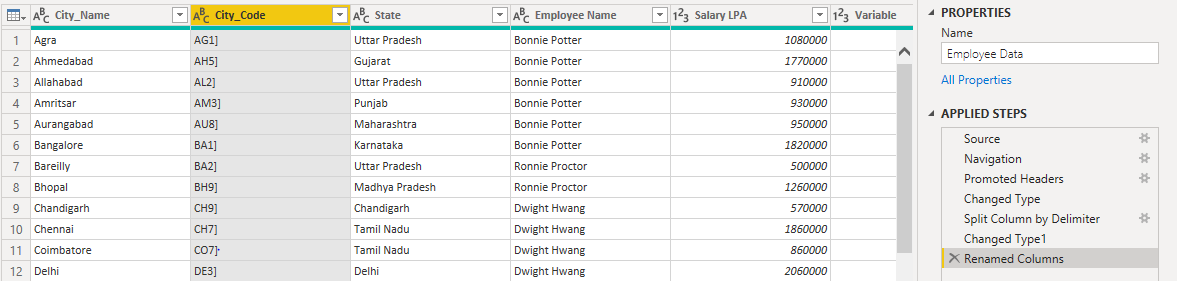 ABC City_Name ABC City_Code ABC State ABC Employee Name 123 Salary LPA 123 Variable
1 Agra AG1] Uttar Pradesh Bonnie Potter 1080000
2 Ahmedabad AH5] Gujarat Bonnie Potter 1770000
3 Allahabad AL2] Uttar Pradesh Bonnie Potter 910000
4 Amritsar AM3] Punjab Bonnie Potter 930000
5 Aurangabad AU8] Maharashtra Bonnie Potter 950000
6 Bangalore BA1] Karnataka Bonnie Potter 1820000
7 Bareilly BA2] Uttar Pradesh Ronnie Proctor 500000
8 Bhopal BH9] Madhya Pradesh Ronnie Proctor 1260000
9 Chandigarh CH9] Chandigarh Dwight Hwang 570000
10 Chennai CH7] Tamil Nadu Dwight Hwang 1860000
11 Coimbatore CO7] Tamil Nadu Dwight Hwang 860000
12 Delhi DE3] Delhi Dwight Hwang 2060000
PROPERTIES
Name
Employee Data
All Properties
APPLIED STEPS
Source
Navigation
Promoted Headers
Changed Type
Split Column by Delimiter
Changed Type1
Renamed Columns